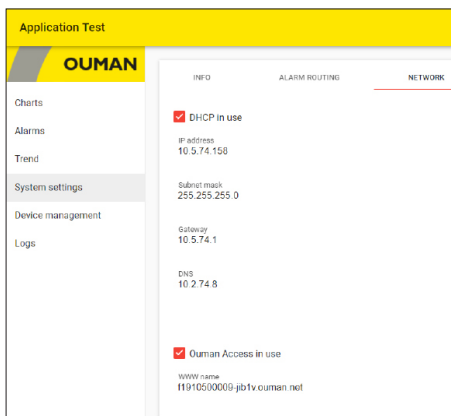 Application Test
OUMAN
INFO ALARM ROUTING NETWORK
Charts
Alarms
Trend
System settings
Device management
Logs
DHCP in use
IP address
10.5.74.158
Subnet mask
255.255.255.0
Gateway
10.5.74.1
DNS
10.2.74.8
Ouman Access in use
WWW name
f1910500009-jib1v.ouman.net